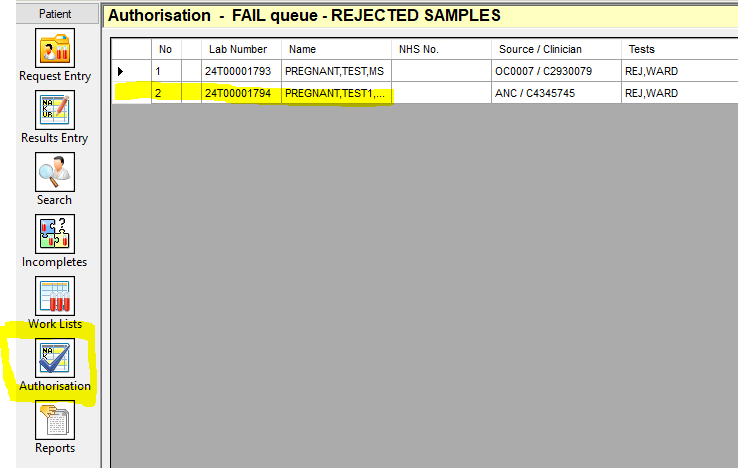 Patient
Request Entry
Results Entry
Search
Incompletes
Work Lists
Authorisation
Reports
Authorisation - FAIL queue - REJECTED SAMPLES
No Lab Number Name NHS No. Source / Clinician Tests
1 24T00001793 PREGNANT,TEST,MS OC0007 / C2930079 REJ,WARD
2 24T00001794 PREGNANT,TEST1,... ANC / C4345745 REJ,WARD